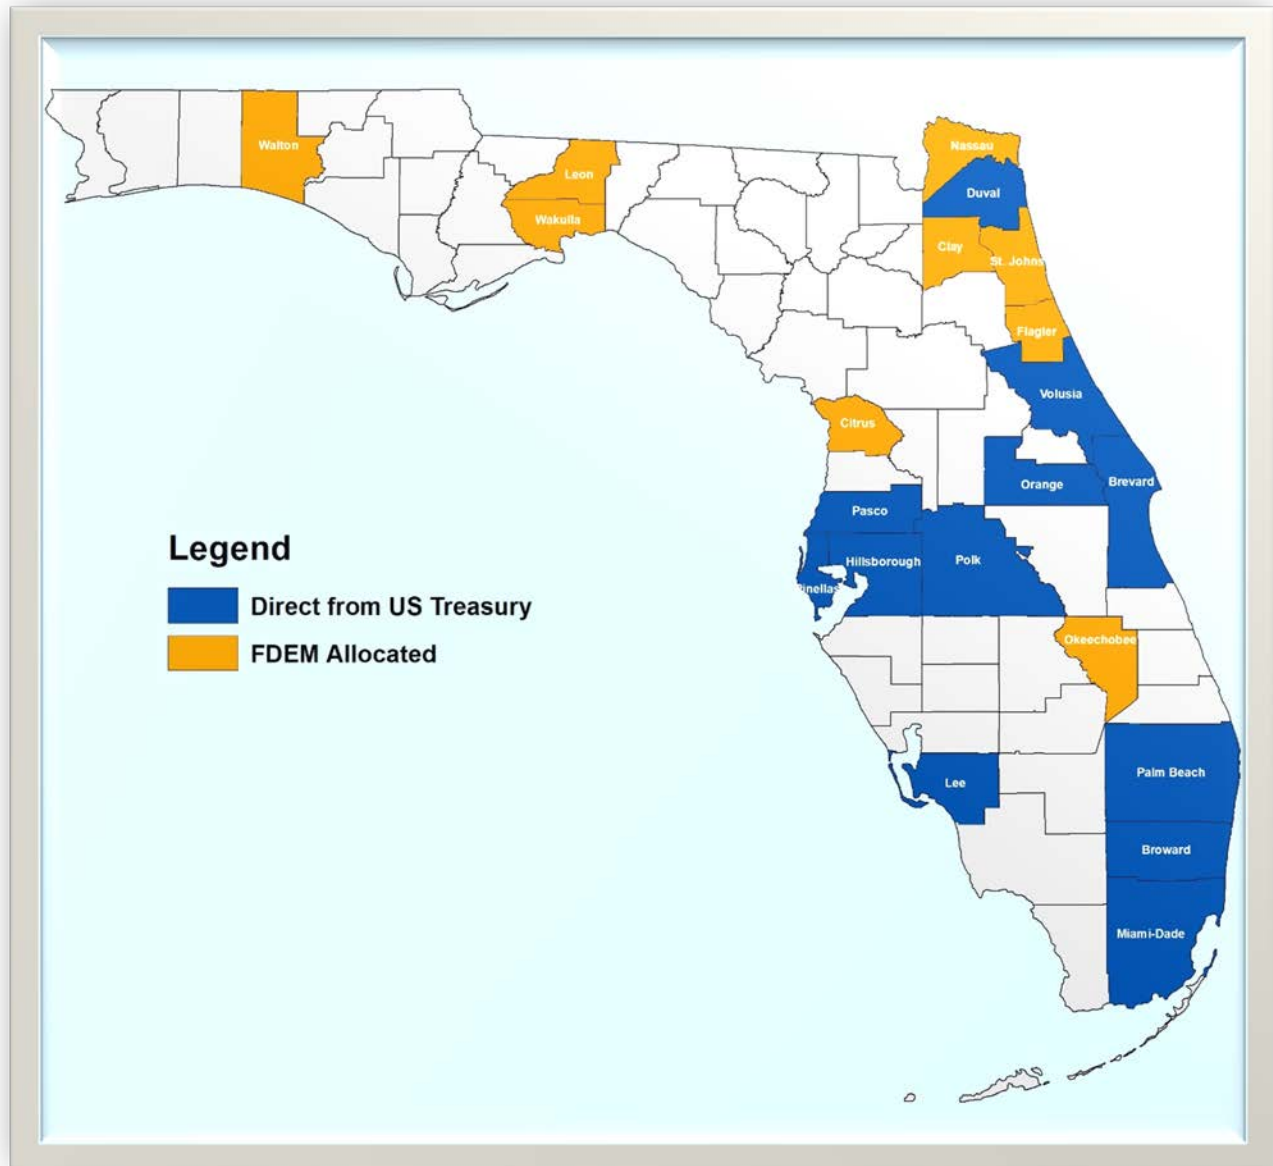 Walton
Leon
Wakulla
Nassau
Duval
Clay
St. Johns
Flagler
Volusia
Citrus
Orange
Brevard
Pasco
Hillsborough
Polk
inellas
Legend
Direct from US Treasury
FDEM Allocated
Okeechobee
Lee
Palm Beach
Broward
Miami-Dade